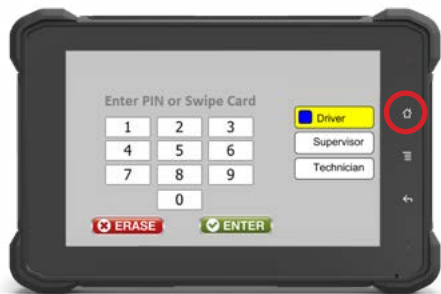 Enter PIN or Swipe Card
1 2 3
4 5 6
7 8 9
0
ERASE ENTER
Driver
Supervisor
Technician